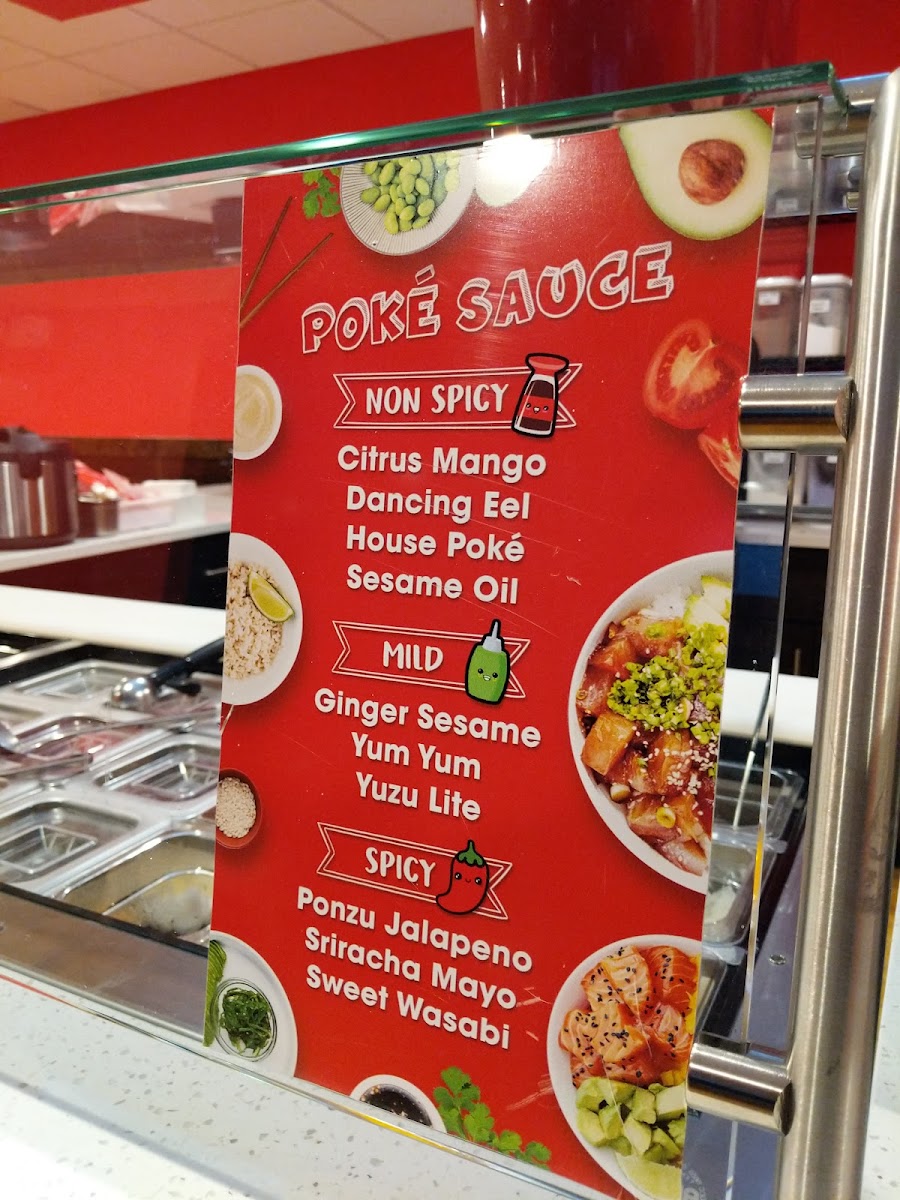 POKÉ SAUCE
NON SPICY
Citrus Mango
Dancing Eel
House Poké
Sesame Oil
MILD
Ginger Sesame
Yum Yum
Yuzu Lite
SPICY
Ponzu Jalapeno
Sriracha Mayo
Sweet Wasabi